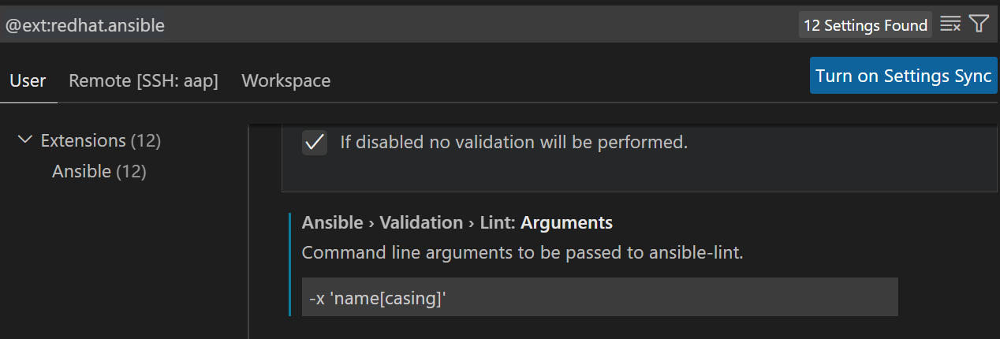 @ext:redhat.ansible
12 Settings Found
User
Remote [SSH: aap]
Workspace
Turn on Settings Sync
Extensions (12)
Ansible (12)
If disabled no validation will be performed.
Ansible › Validation › Lint: Arguments
Command line arguments to be passed to ansible-lint.
-x 'name[casing]'